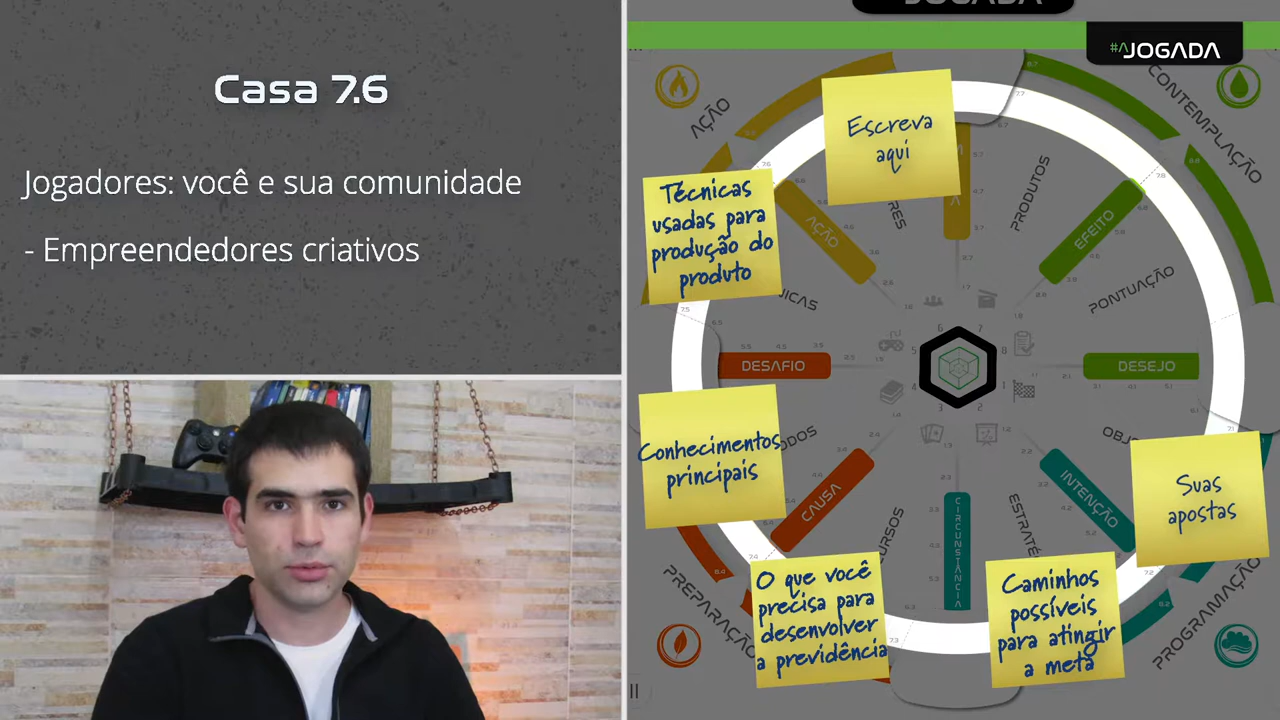 Casa 7.6
Jogadores: você e sua comunidade
- Empreendedores criativos
JOGADA
#AJOGADA
AÇÃO
CONTEMPLAÇÃO
Escreva
aqui
Técnicas
usadas para
produção do
produto
AÇÃO
PRODUTOS
EFEITO
PONTUAÇÃO
DESAFIO
DESEJO
Conhecimentos
principais
CAUSA
CIRCUNSTÂNCIA
INTENÇÃO
Suas
apostas
PREPARAÇÃO
O que você
precisa para
desenvolver
a previdência
Caminhos
possíveis
para atingir
a meta
PROGRAMAÇÃO